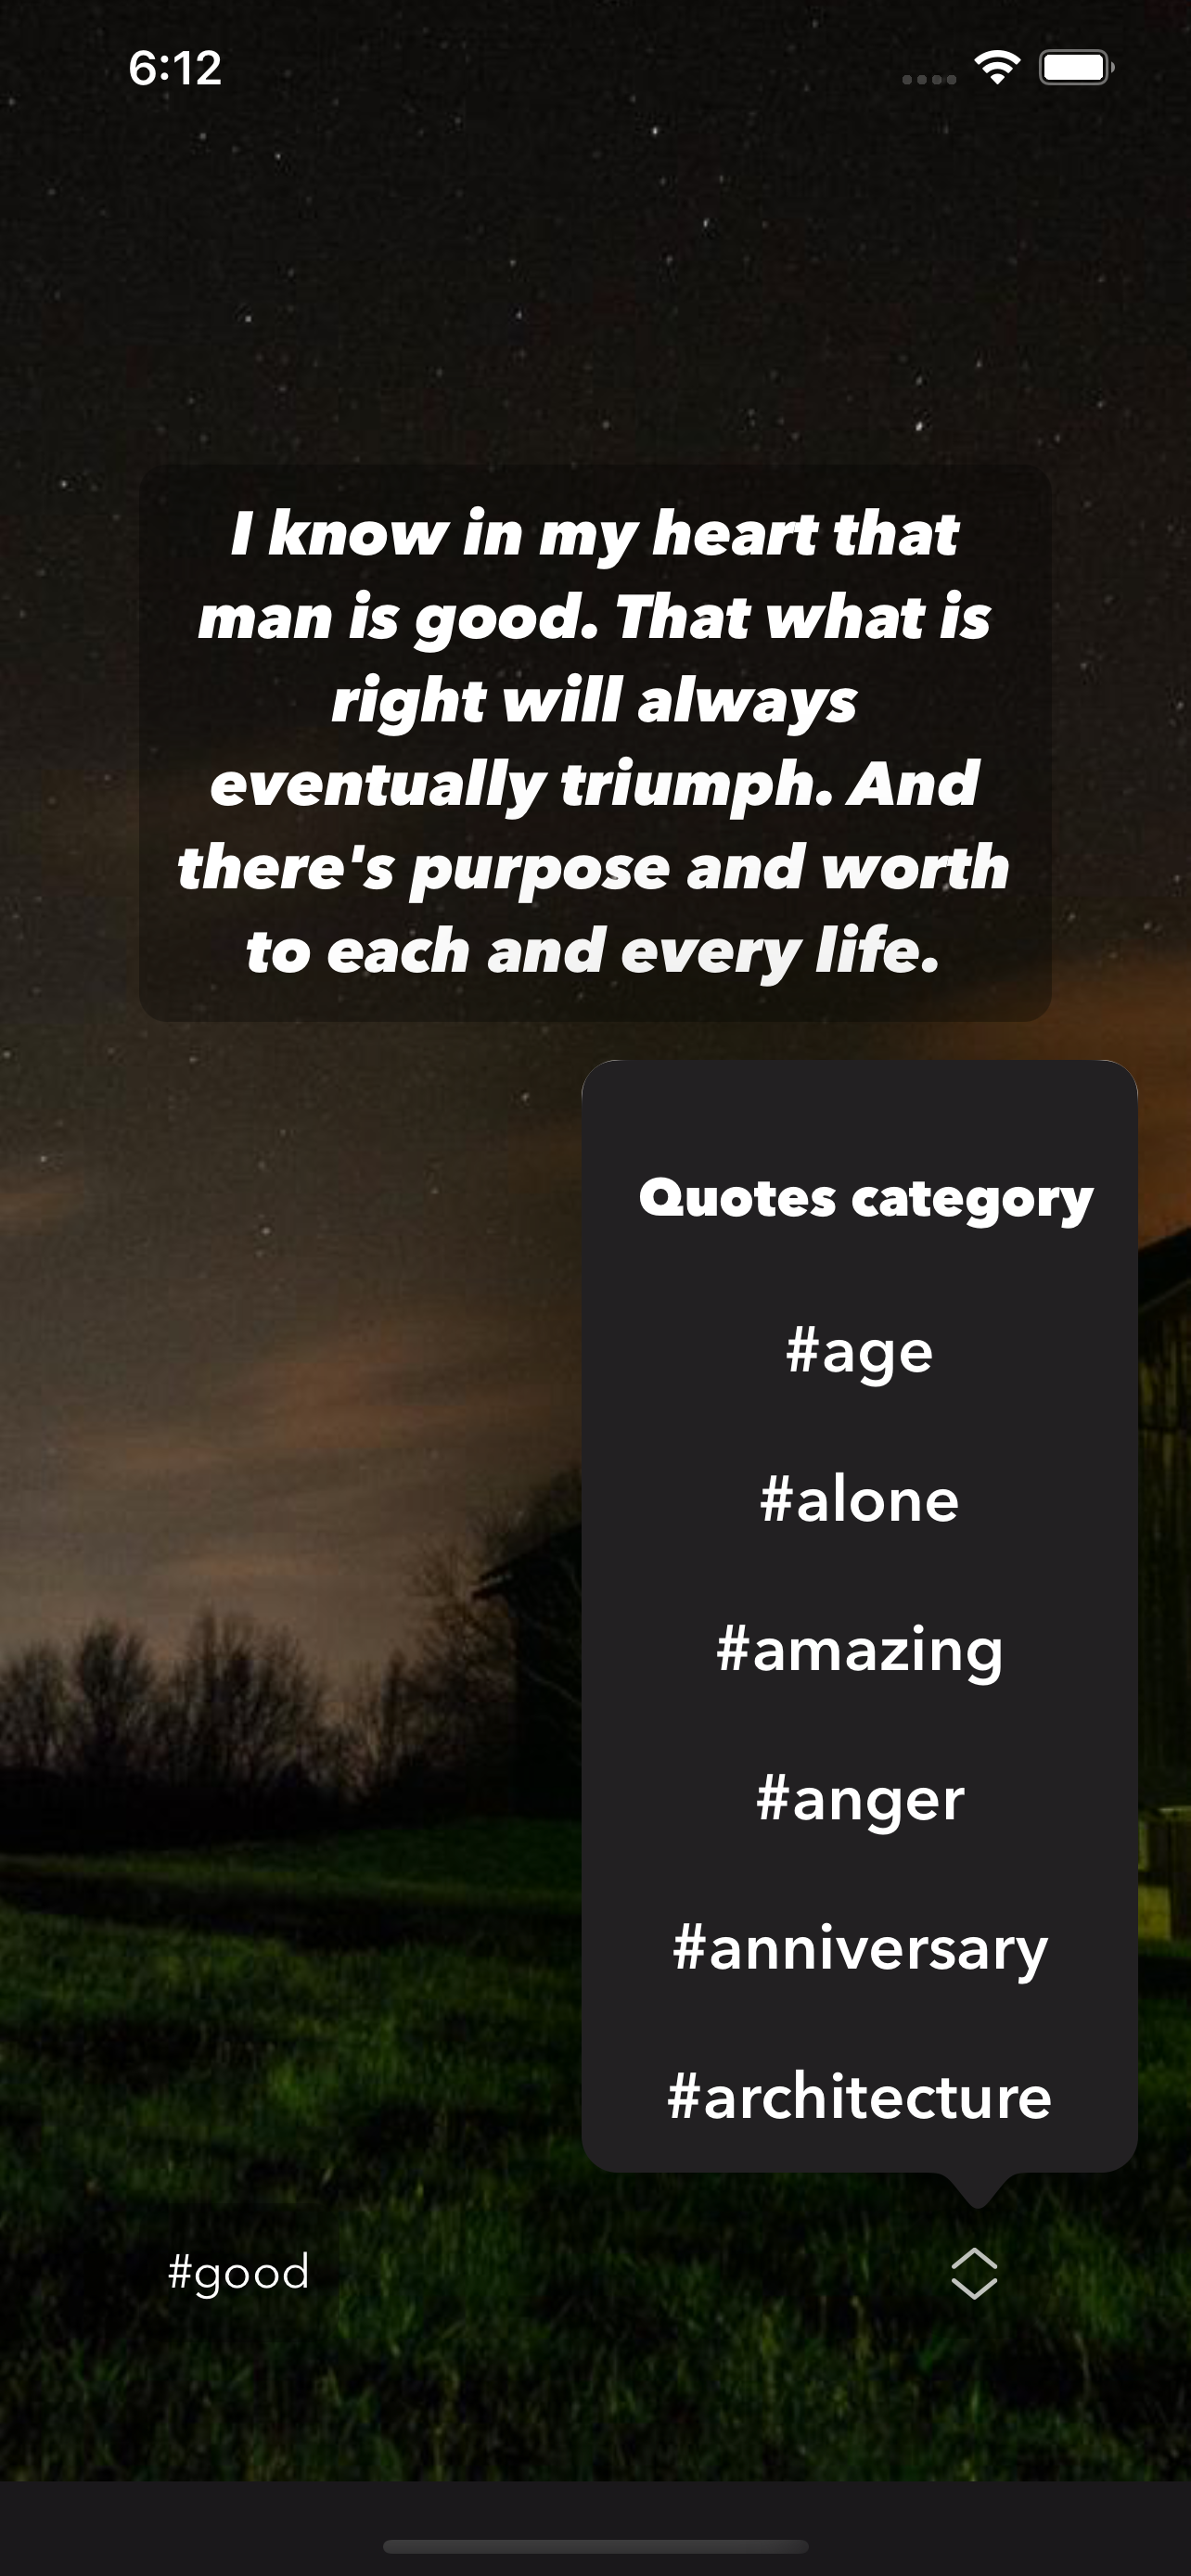 6:12
I know in my heart that
man is good. That what is
right will always
eventually triumph. And
there's purpose and worth
to each and every life.
Quotes category
#age
#alone
#amazing
#anger
#anniversary
#architecture
#good